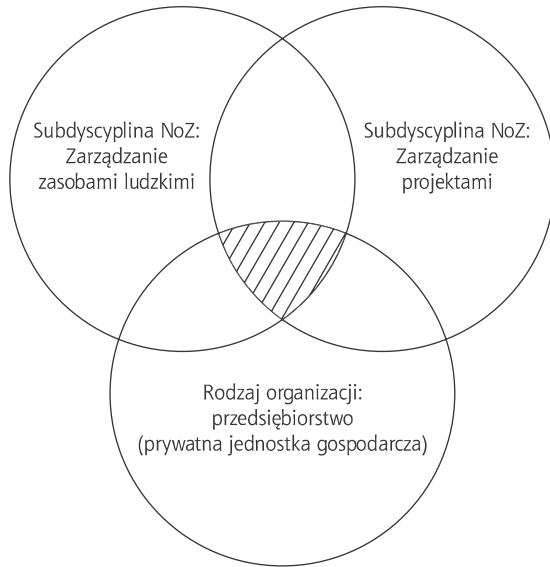 Subdyscyplina NoZ:
Zarządzanie
zasobami ludzkimi
Subdyscyplina NoZ:
Zarządzanie
projektami
Rodzaj organizacji:
przedsiębiorstwo
(prywatna jednostka gospodarcza)